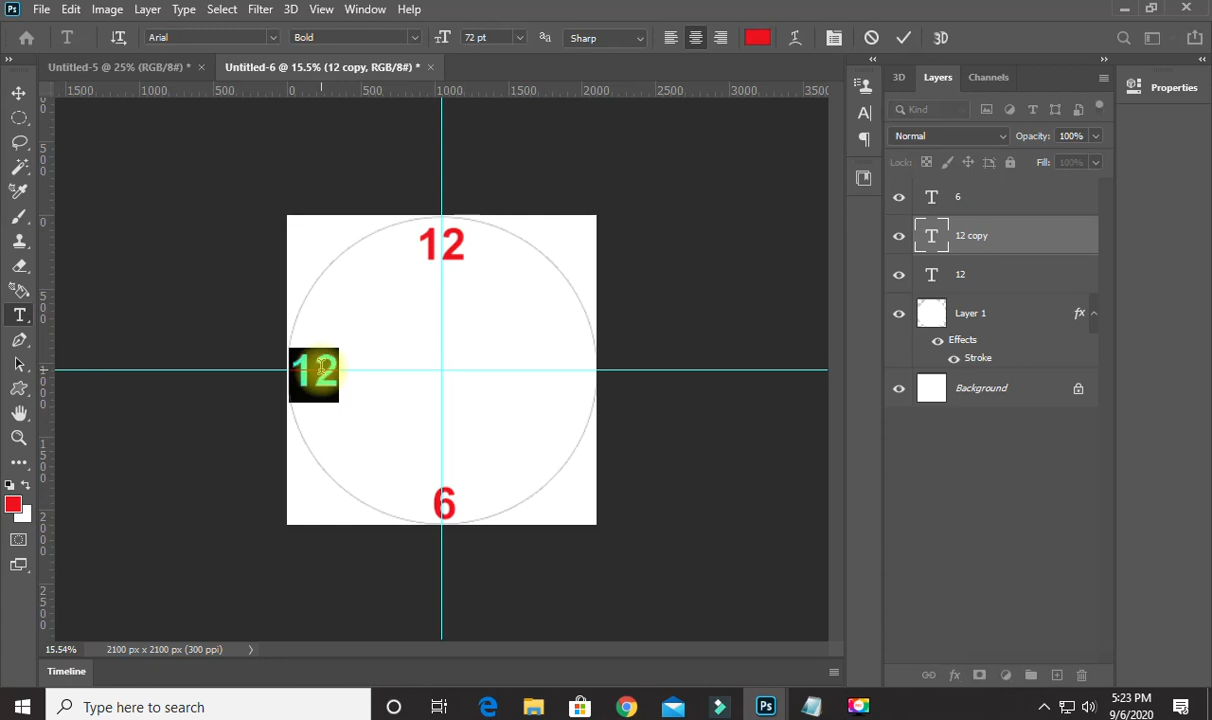 Ps File Edit Image Layer Type Select Filter 3D View Window Help
T Arial Bold 72 pt Sharp 3D
Untitled-5 @ 25% (RGB/8#) * × Untitled-6 @ 15.5% (12 copy, RGB/8#) * ×
1500 1000 500 0 500 1000 1500 2000 2500 3000 3500
3D Layers Channels
Properties
Kind
Normal Opacity: 100%
Lock: Fill: 100%
T 6
T 12 copy
T 12
Layer 1 fx
Effects
Stroke
Background
12
12
6
15.54% 2100 px x 2100 px (300 ppi)
Timeline
Type here to search
Ps
5:23 PM
9/6/2020